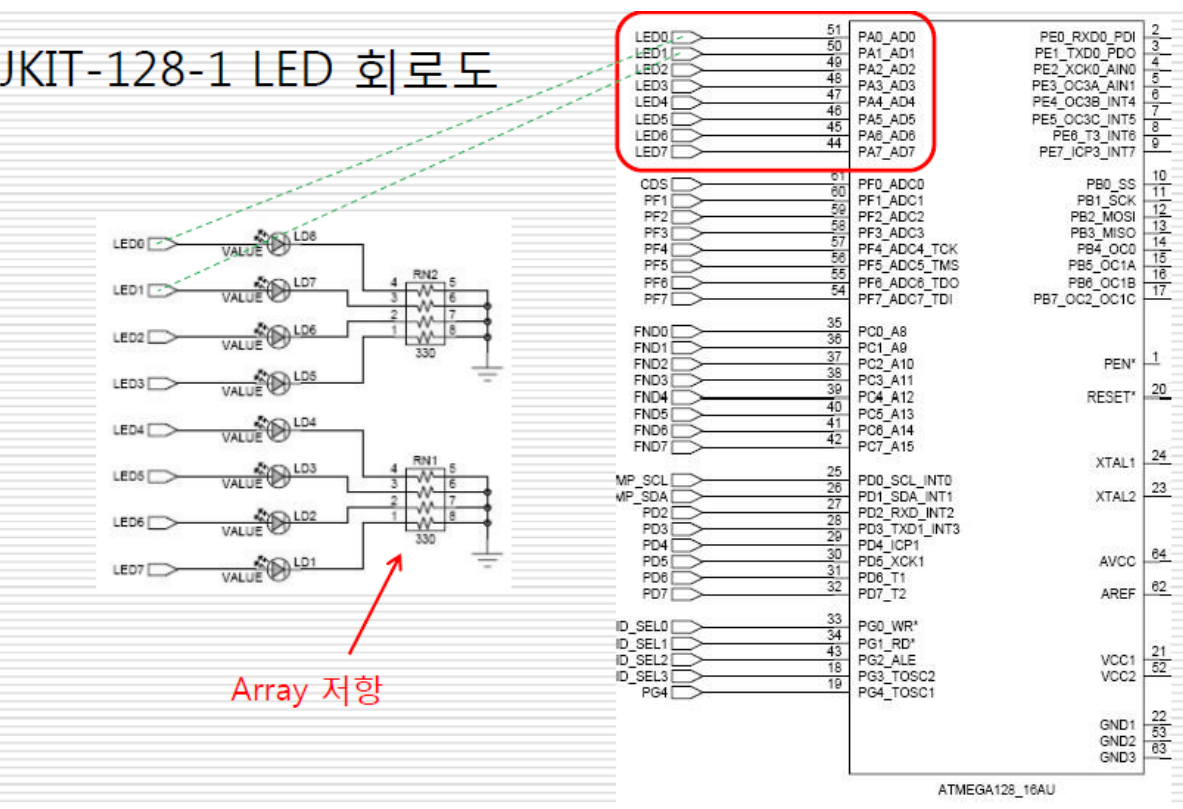 JKIT-128-1 LED 회로도
LED0 VALUE LD8
LED1 VALUE LD7
LED2 VALUE LD6
LED3 VALUE LD5
LED4 VALUE LD4
LED5 VALUE LD3
LED6 VALUE LD2
LED7 VALUE LD1
RN2
4 5
3 6
2 7
1 8
330
RN1
4 5
3 6
2 7
1 8
330
Array 저항
LED0 51 PA0_AD0
LED1 50 PA1_AD1
LED2 49 PA2_AD2
LED3 48 PA3_AD3
LED4 47 PA4_AD4
LED5 46 PA5_AD5
LED6 45 PA6_AD6
LED7 44 PA7_AD7
CDS 61 PF0_ADC0
PF1 60 PF1_ADC1
PF2 59 PF2_ADC2
PF3 58 PF3_ADC3
PF4 57 PF4_ADC4_TCK
PF5 56 PF5_ADC5_TMS
PF6 55 PF6_ADC6_TDO
PF7 54 PF7_ADC7_TDI
FND0 35 PC0_A8
FND1 36 PC1_A9
FND2 37 PC2_A10
FND3 38 PC3_A11
FND4 39 PC4_A12
FND5 40 PC5_A13
FND6 41 PC6_A14
FND7 42 PC7_A15
MP_SCL 25 PD0_SCL_INT0
MP_SDA 26 PD1_SDA_INT1
PD2 27 PD2_RXD_INT2
PD3 28 PD3_TXD1_INT3
PD4 29 PD4_ICP1
PD5 30 PD5_XCK1
PD6 31 PD6_T1
PD7 32 PD7_T2
ID_SEL0 33 PG0_WR*
ID_SEL1 34 PG1_RD*
ID_SEL2 43 PG2_ALE
ID_SEL3 18 PG3_TOSC2
PG4 19 PG4_TOSC1
PE0_RXD0_PDI 2
PE1_TXD0_PDO 3
PE2_XCK0_AIN0 4
PE3_OC3A_AIN1 5
PE4_OC3B_INT4 6
PE5_OC3C_INT5 7
PE6_T3_INT6 8
PE7_ICP3_INT7 9
PB0_SS 10
PB1_SCK 11
PB2_MOSI 12
PB3_MISO 13
PB4_OC0 14
PB5_OC1A 15
PB6_OC1B 16
PB7_OC2_OC1C 17
PEN* 1
RESET* 20
XTAL1 24
XTAL2 23
AVCC 64
AREF 62
VCC1 21
VCC2 52
GND1 22
GND2 53
GND3 63
ATMEGA128_16AU